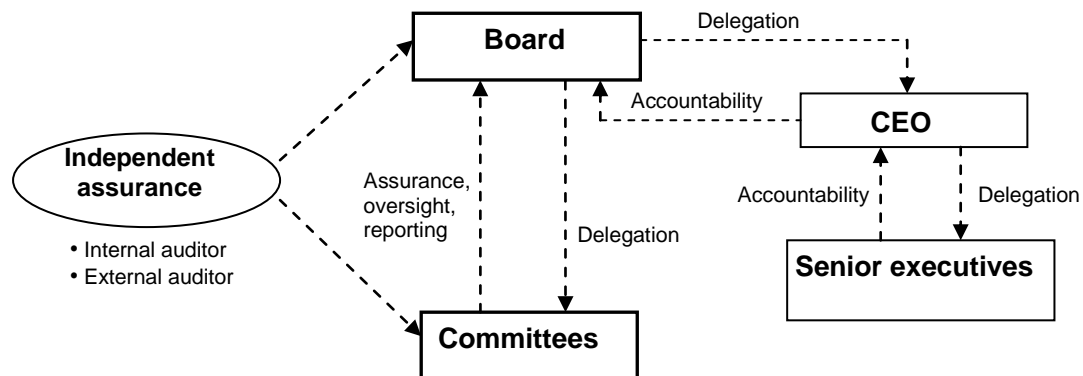 Delegation
Board
Accountability
CEO
Independent
assurance
Assurance,
oversight,
reporting
Accountability
Delegation
Delegation
• Internal auditor
• External auditor
Senior executives
Committees